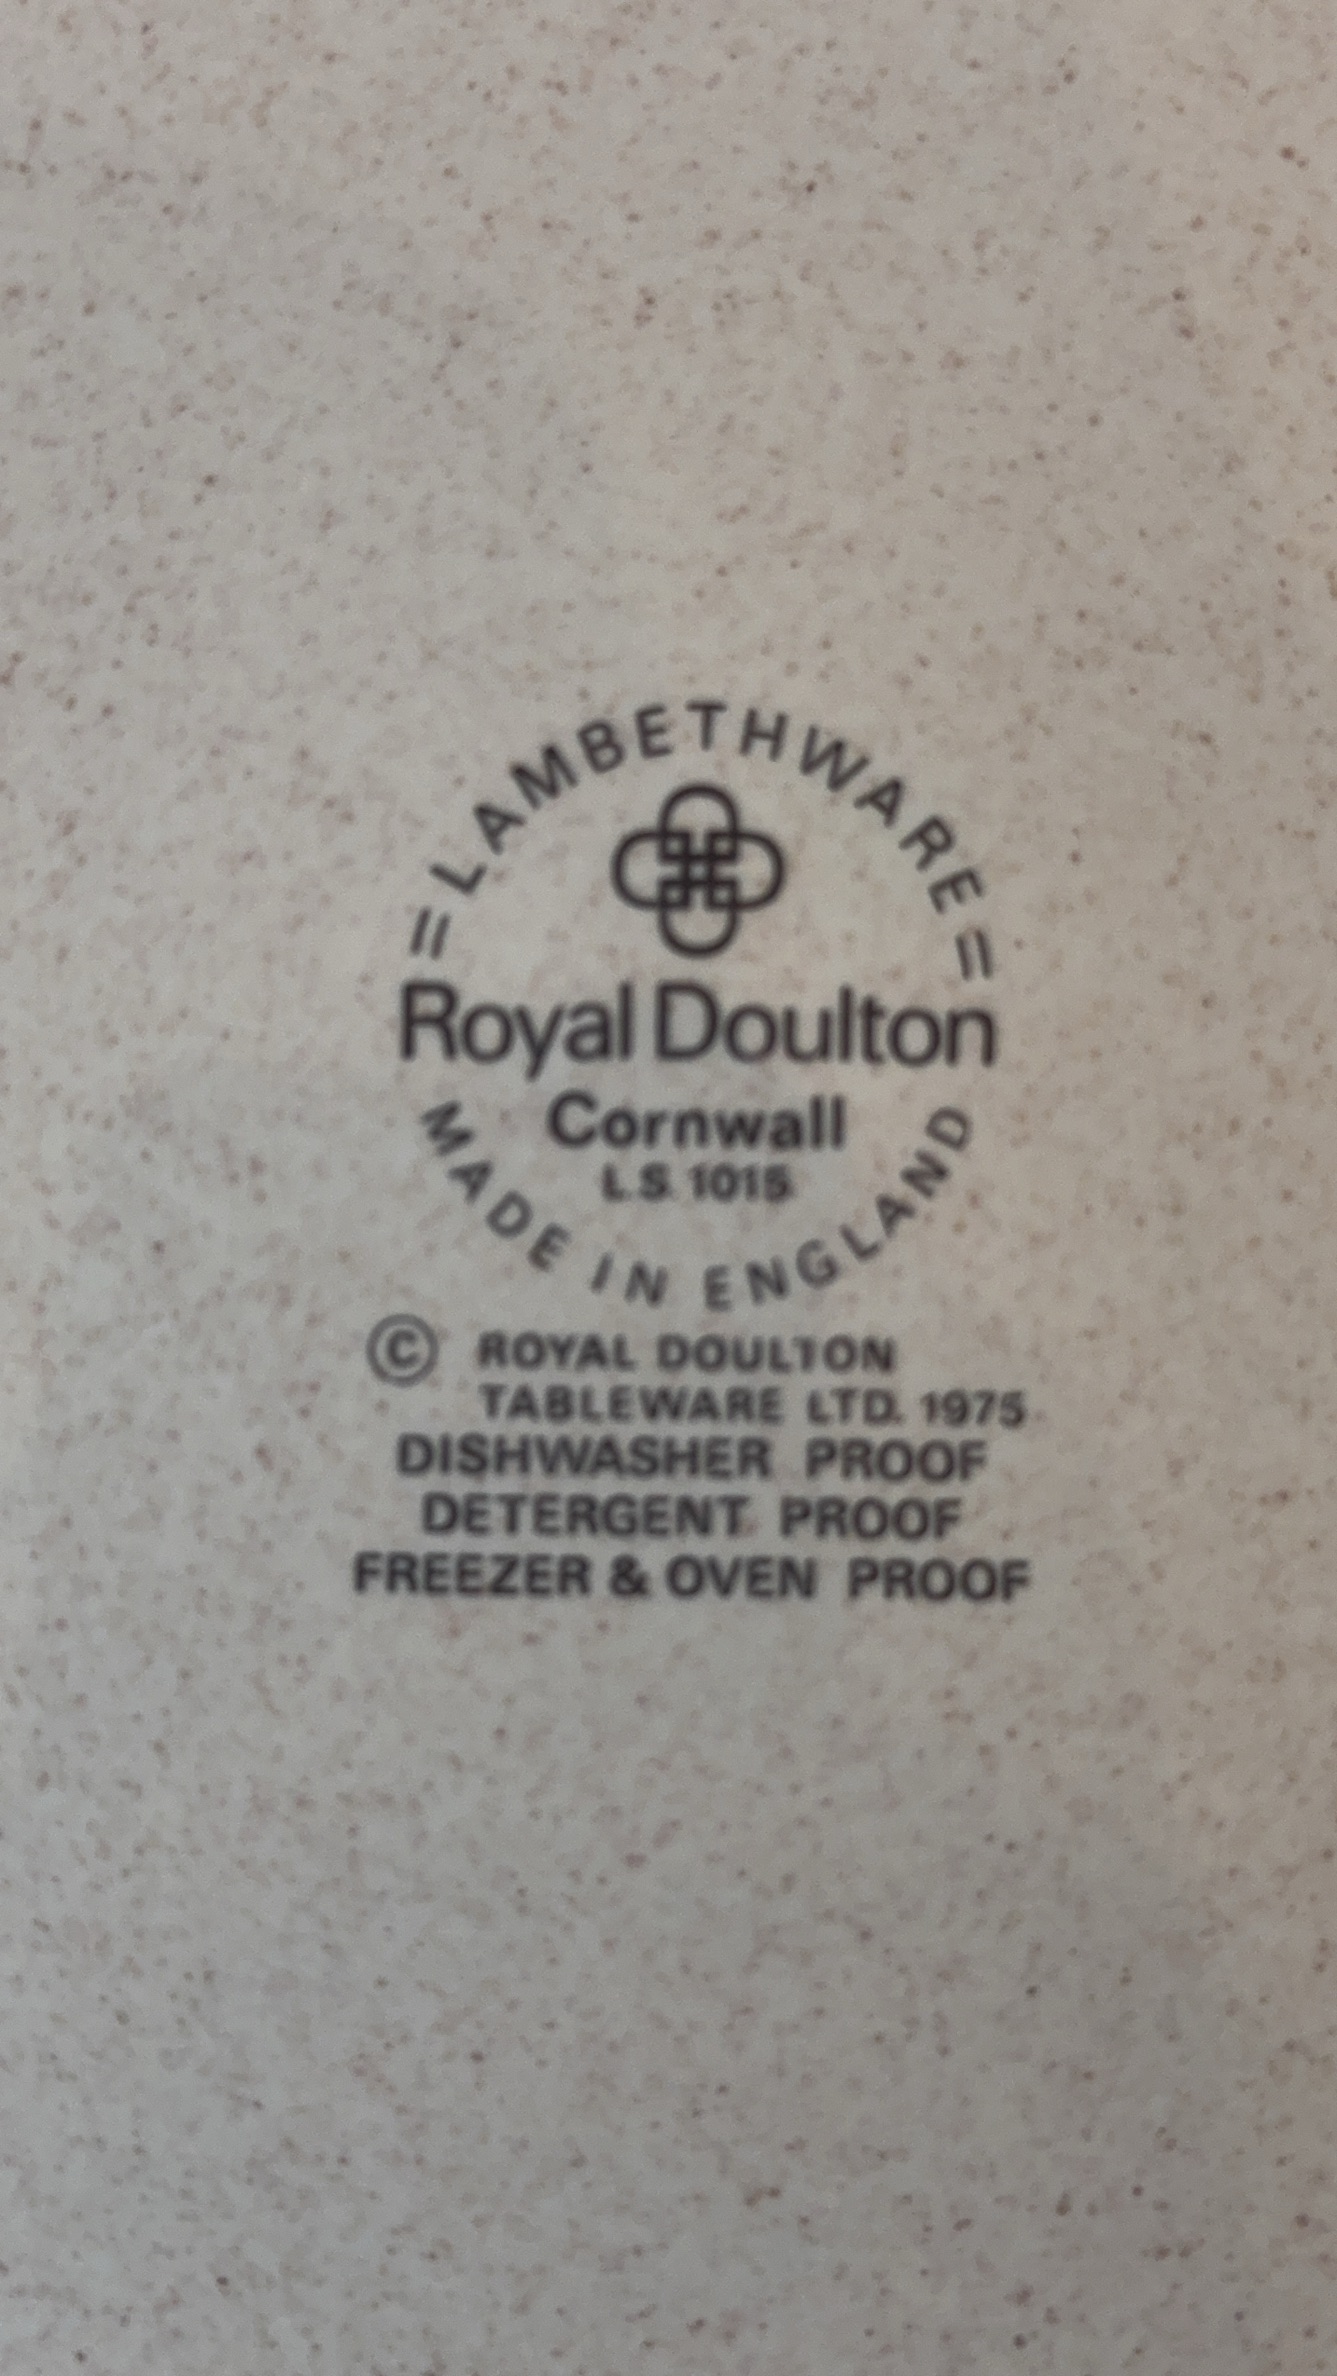 =LAMBETHWARE=
Royal Doulton
Cornwall
L.S. 1015
MADE IN ENGLAND
© ROYAL DOULTON
TABLEWARE LTD. 1975
DISHWASHER PROOF
DETERGENT PROOF
FREEZER & OVEN PROOF